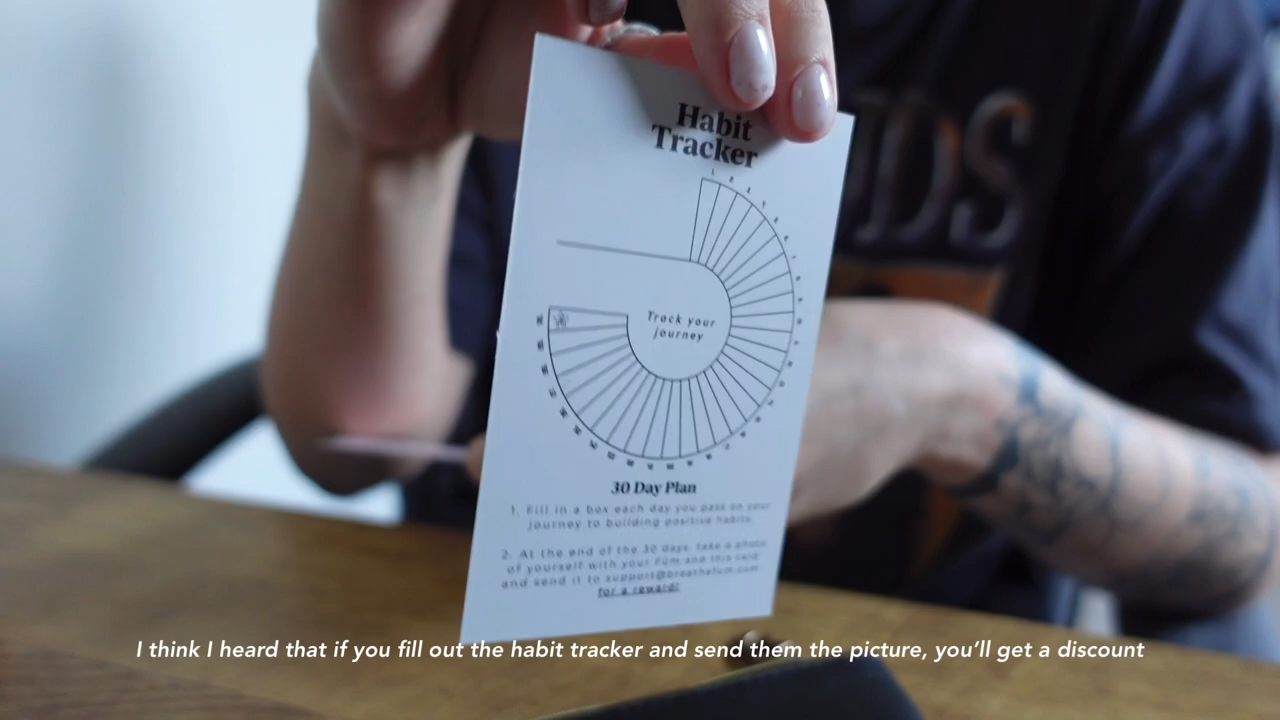 Habit
Tracker
Track your
journey
30 Day Plan
1. Fill in a box each day you pass on your
journey to building positive habits.
2. At the end of the 30 days, take a photo
of yourself with your Füm and this card
and send it to support@breathefum.com
for a reward!
IDS
I think I heard that if you fill out the habit tracker and send them the picture, you’ll get a discount